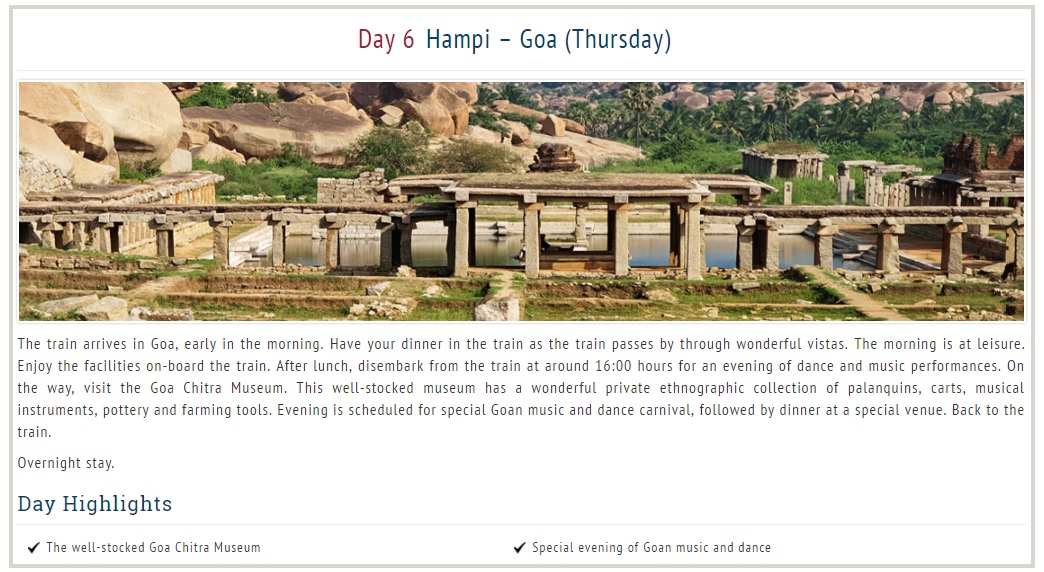 Day 6 Hampi – Goa (Thursday)
The train arrives in Goa, early in the morning. Have your dinner in the train as the train passes by through wonderful vistas. The morning is at leisure.
Enjoy the facilities on-board the train. After lunch, disembark from the train at around 16:00 hours for an evening of dance and music performances. On
the way, visit the Goa Chitra Museum. This well-stocked museum has a wonderful private ethnographic collection of palanquins, carts, musical
instruments, pottery and farming tools. Evening is scheduled for special Goan music and dance carnival, followed by dinner at a special venue. Back to the
train.
Overnight stay.
Day Highlights
✔ The well-stocked Goa Chitra Museum
✔ Special evening of Goan music and dance